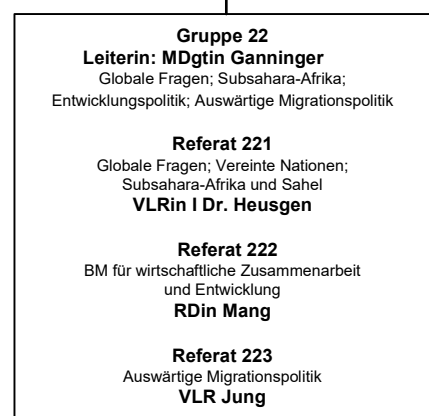 Gruppe 22
Leiterin: MDgtin Ganninger
Globale Fragen; Subsahara-Afrika;
Entwicklungspolitik; Auswärtige Migrationspolitik
Referat 221
Globale Fragen; Vereinte Nationen;
Subsahara-Afrika und Sahel
VLRin I Dr. Heusgen
Referat 222
BM für wirtschaftliche Zusammenarbeit
und Entwicklung
RDin Mang
Referat 223
Auswärtige Migrationspolitik
VLR Jung